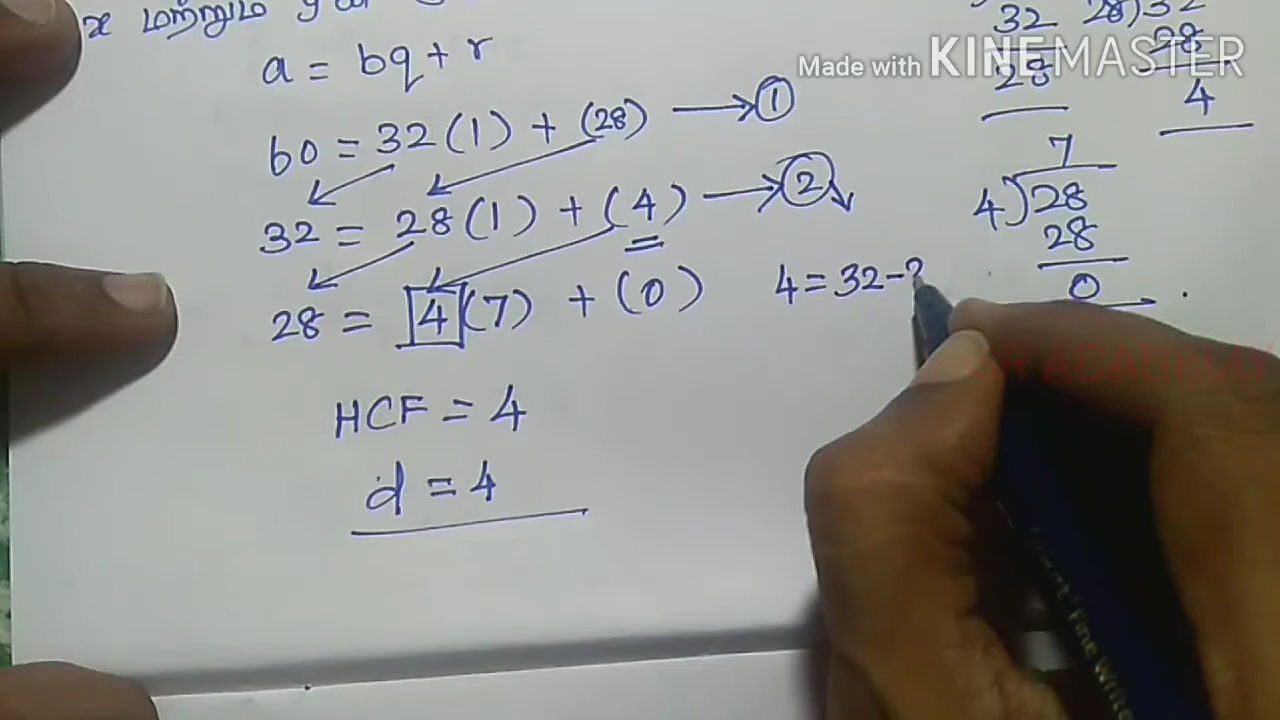 x மற்றும்
a = bq + r
60 = 32 (1) + (28) → ①
32 = 28 (1) + (4) → ②
28 = 4 (7) + (0)
4 = 32 -
HCF = 4
d = 4
32
28
28) 32
28
4
7
4) 28
28
0
Made with KINEMASTER